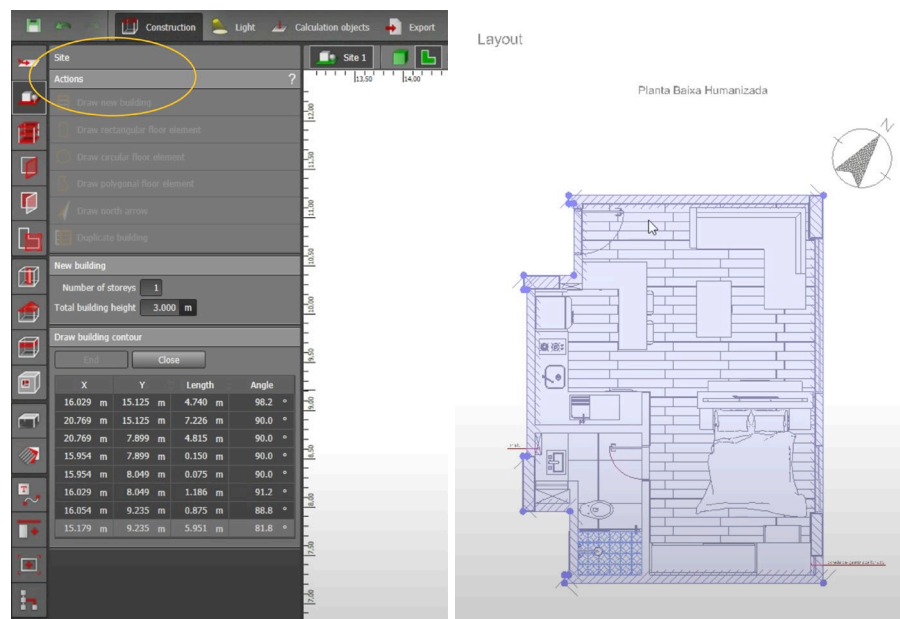 Construction Light Calculation objects Export
Site
Actions ?
Draw new building
Draw rectangular floor element
Draw circular floor element
Draw polygonal floor element
Draw north arrow
Duplicate building
New building
Number of storeys 1
Total building height 3.000 m
Draw building contour
End Close
X Y Length Angle
16.029 m 15.125 m 4.740 m 98.2 °
20.769 m 15.125 m 7.226 m 90.0 °
20.769 m 7.899 m 4.815 m 90.0 °
15.954 m 7.899 m 0.150 m 90.0 °
15.954 m 8.049 m 0.075 m 90.0 °
16.029 m 8.049 m 1.186 m 91.2 °
16.054 m 9.235 m 0.875 m 88.8 °
15.179 m 9.235 m 5.951 m 81.8 °
Site 1
13.50 14.00
12.00
11.50
11.00
10.50
10.00
9.50
9.00
8.50
8.00
7.50
7.00
Layout
Planta Baixa Humanizada
N